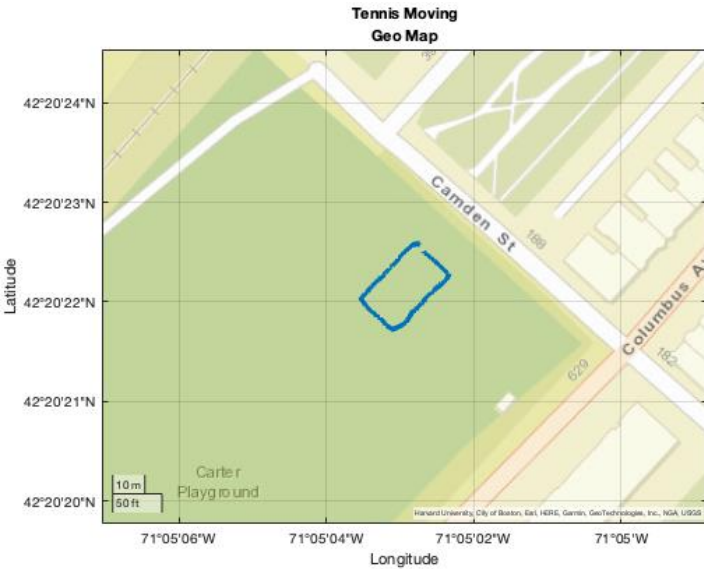 Tennis Moving
Geo Map
42°20'24"N
42°20'23"N
42°20'22"N
42°20'21"N
42°20'20"N
Latitude
Camden St
188
Columbus Av
182
629
Carter
Playground
10 m
50 ft
Harvard University, City of Boston, Esri, HERE, Garmin, GeoTechnologies, Inc., NGA, USGS
71°05'06"W
71°05'04"W
71°05'02"W
71°05'W
Longitude